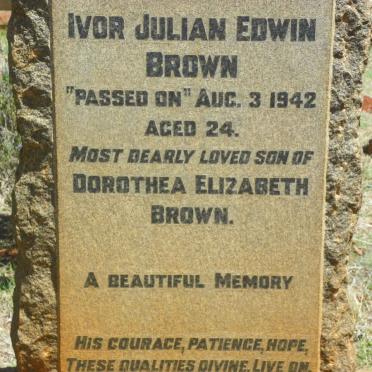 IVOR JULIAN EDWIN
BROWN
"PASSED ON" AUG. 3 1942
AGED 24.
MOST DEARLY LOVED SON OF
DOROTHEA ELIZABETH
BROWN.
A BEAUTIFUL MEMORY
HIS COURAGE, PATIENCE, HOPE,
THESE QUALITIES DIVINE, LIVE ON.